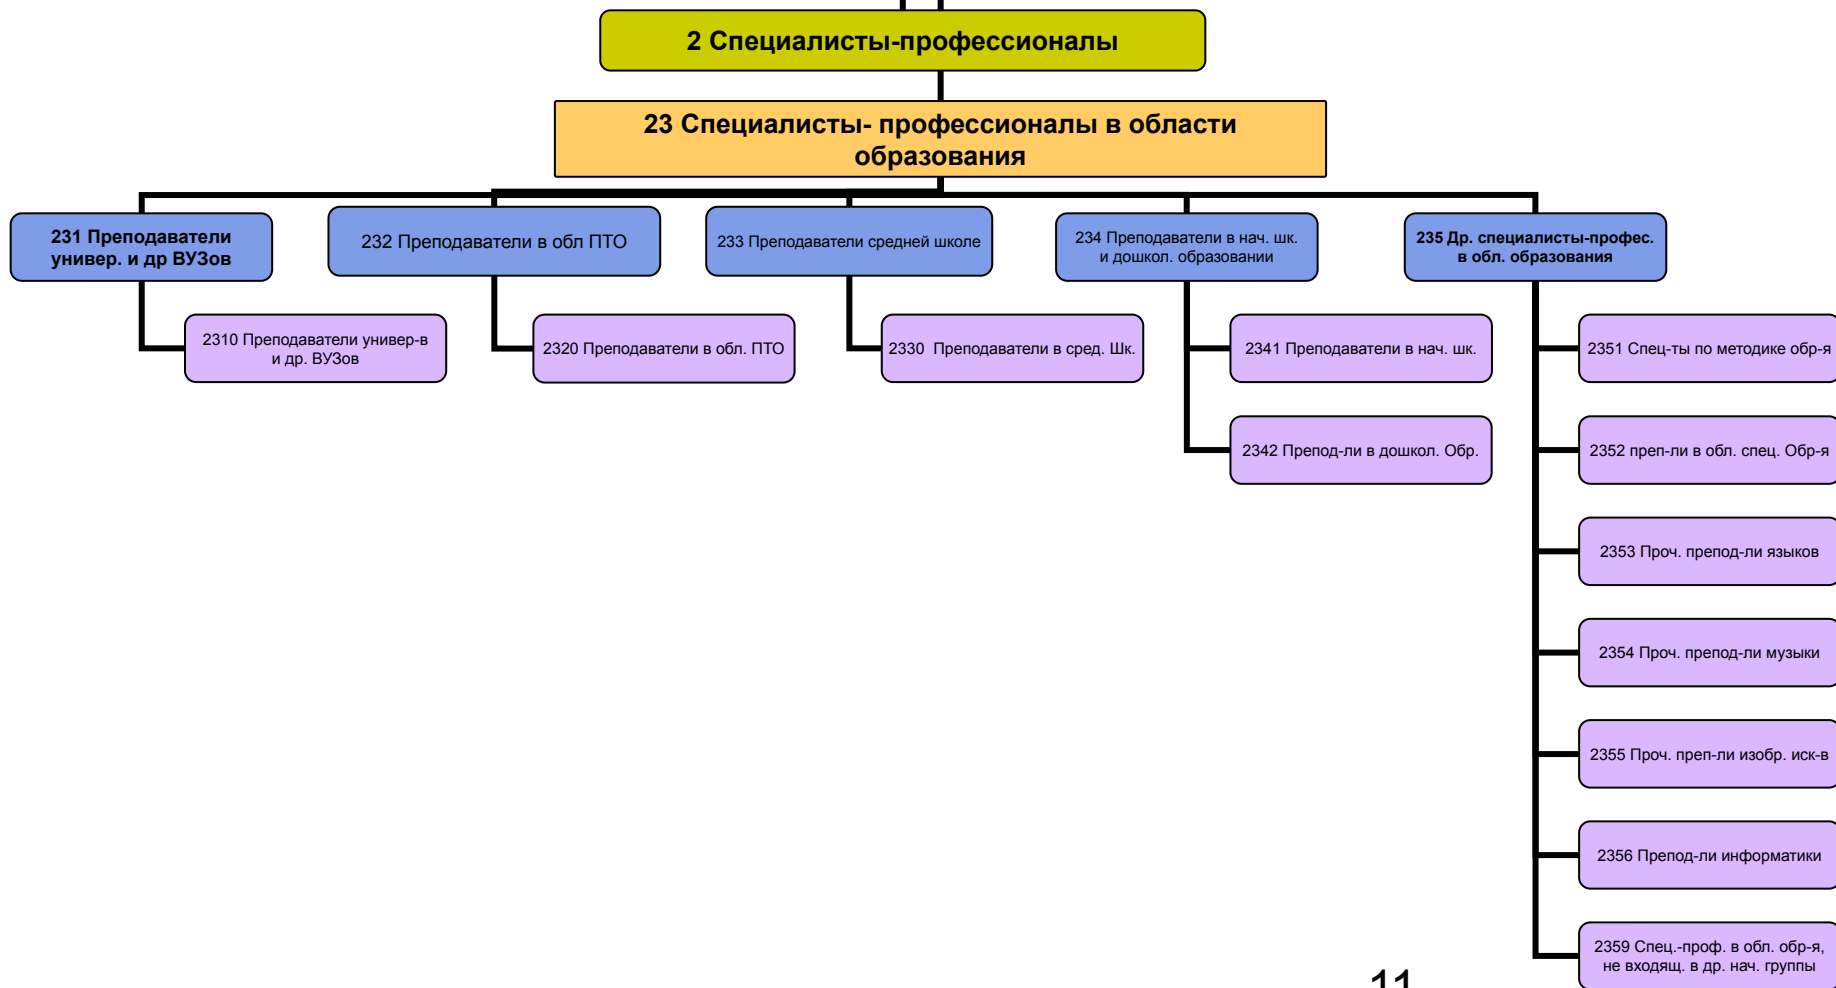 2 Специалисты-профессионалы
23 Специалисты- профессионалы в области
образования
231 Преподаватели
универ. и др ВУЗов
232 Преподаватели в обл ПТО
233 Преподаватели средней школе
234 Преподаватели в нач. шк.
и дошкол. образовании
235 Др. специалисты-профес.
в обл. образования
2310 Преподаватели универ-в
и др. ВУЗов
2320 Преподаватели в обл. ПТО
2330 Преподаватели в сред. Шк.
2341 Преподаватели в нач. шк.
2351 Спец-ты по методике обр-я
2342 Препод-ли в дошкол. Обр.
2352 преп-ли в обл. спец. Обр-я
2353 Проч. препод-ли языков
2354 Проч. препод-ли музыки
2355 Проч. преп-ли изобр. иск-в
2356 Препод-ли информатики
2359 Спец.-проф. в обл. обр-я,
не входящ. в др. нач. группы
11